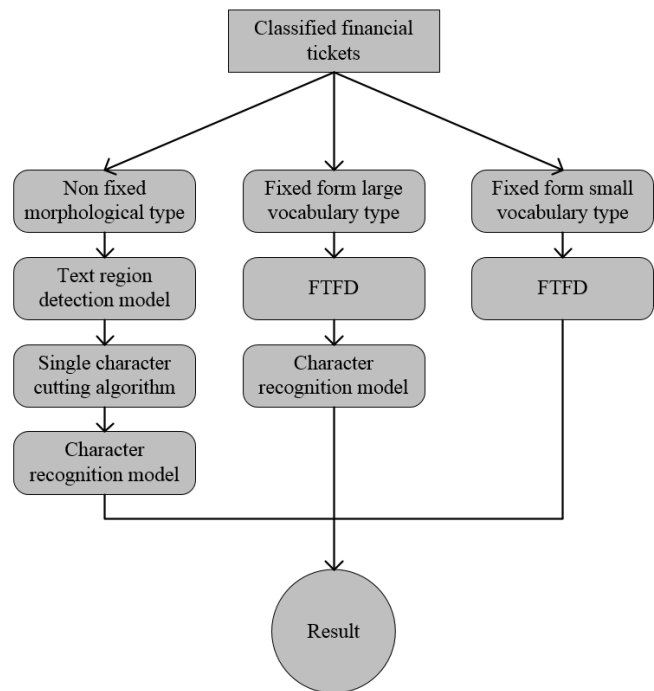 Classified financial
tickets
Non fixed
morphological type
Fixed form large
vocabulary type
Fixed form small
vocabulary type
Text region
detection model
FTFD
FTFD
Single character
cutting algorithm
Character
recognition model
Character
recognition model
Result